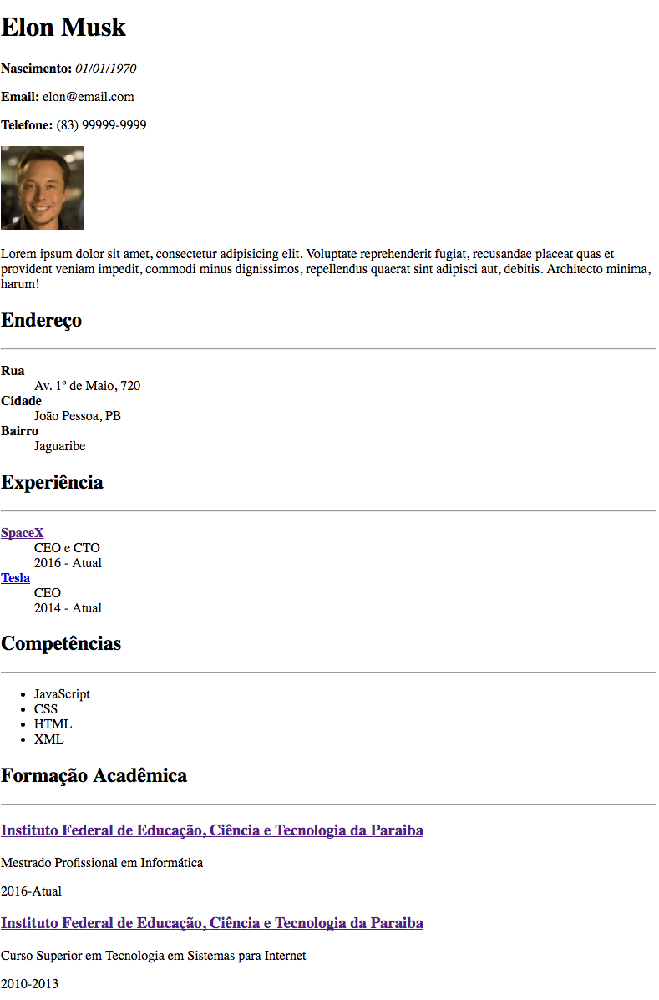 Elon Musk
Nascimento: 01/01/1970
Email: elon@email.com
Telefone: (83) 99999-9999
Lorem ipsum dolor sit amet, consectetur adipisicing elit. Voluptate reprehenderit fugiat, recusandae placeat quas et
provident veniam impedit, commodi minus dignissimos, repellendus quaerat sint adipisci aut, debitis. Architecto minima,
harum!
Endereço
Rua
Av. 1º de Maio, 720
Cidade
João Pessoa, PB
Bairro
Jaguaribe
Experiência
SpaceX
CEO e CTO
2016 - Atual
Tesla
CEO
2014 - Atual
Competências
• JavaScript
• CSS
• HTML
• XML
Formação Acadêmica
Instituto Federal de Educação, Ciência e Tecnologia da Paraiba
Mestrado Profissional em Informática
2016-Atual
Instituto Federal de Educação, Ciência e Tecnologia da Paraiba
Curso Superior em Tecnologia em Sistemas para Internet
2010-2013